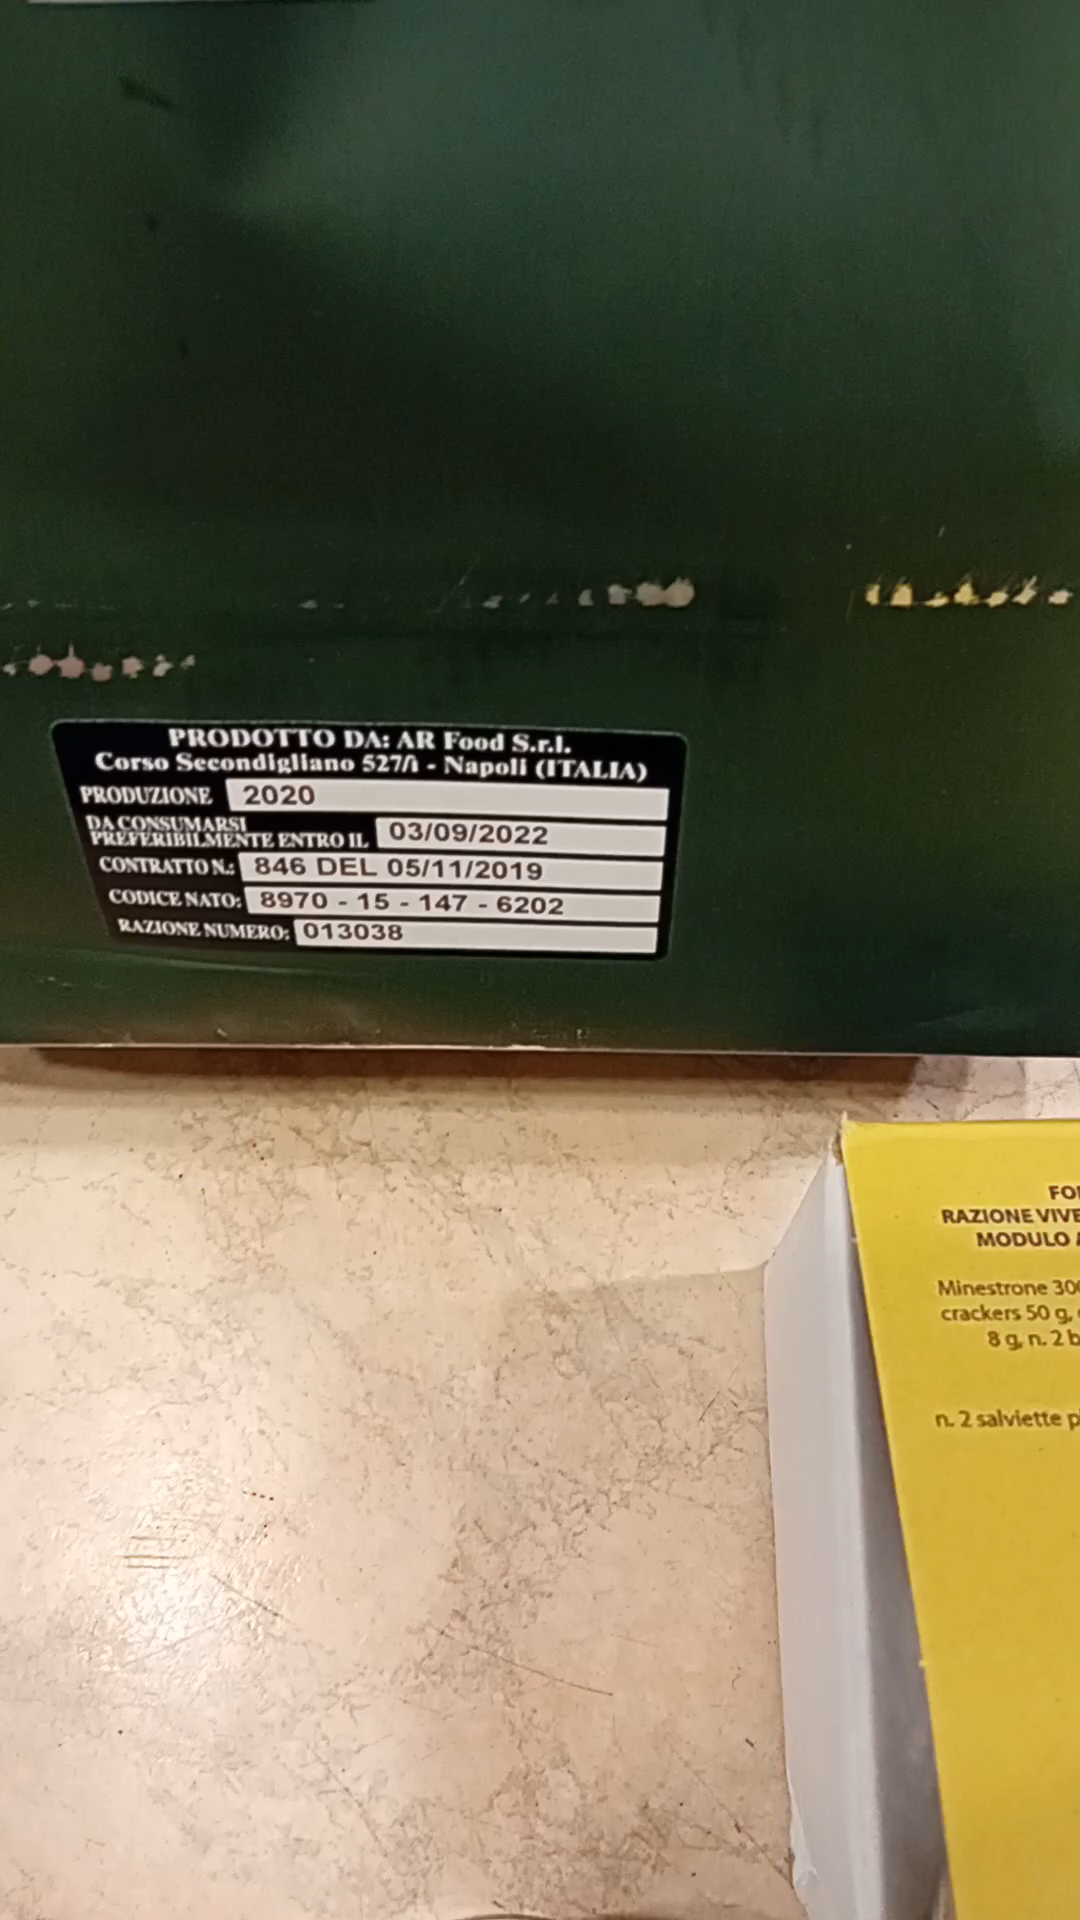 PRODOTTO DA: AR Food S.r.l.
Corso Secondigliano 527/i - Napoli (ITALIA)
PRODUZIONE 2020
DA CONSUMARSI
PREFERIBILMENTE ENTRO IL 03/09/2022
CONTRATTO N.: 846 DEL 05/11/2019
CODICE NATO: 8970 - 15 - 147 - 6202
RAZIONE NUMERO: 013038
RAZIONE
MODULO
Minestrone
crackers 50 g,
8 g, n. 2
n. 2 salviette